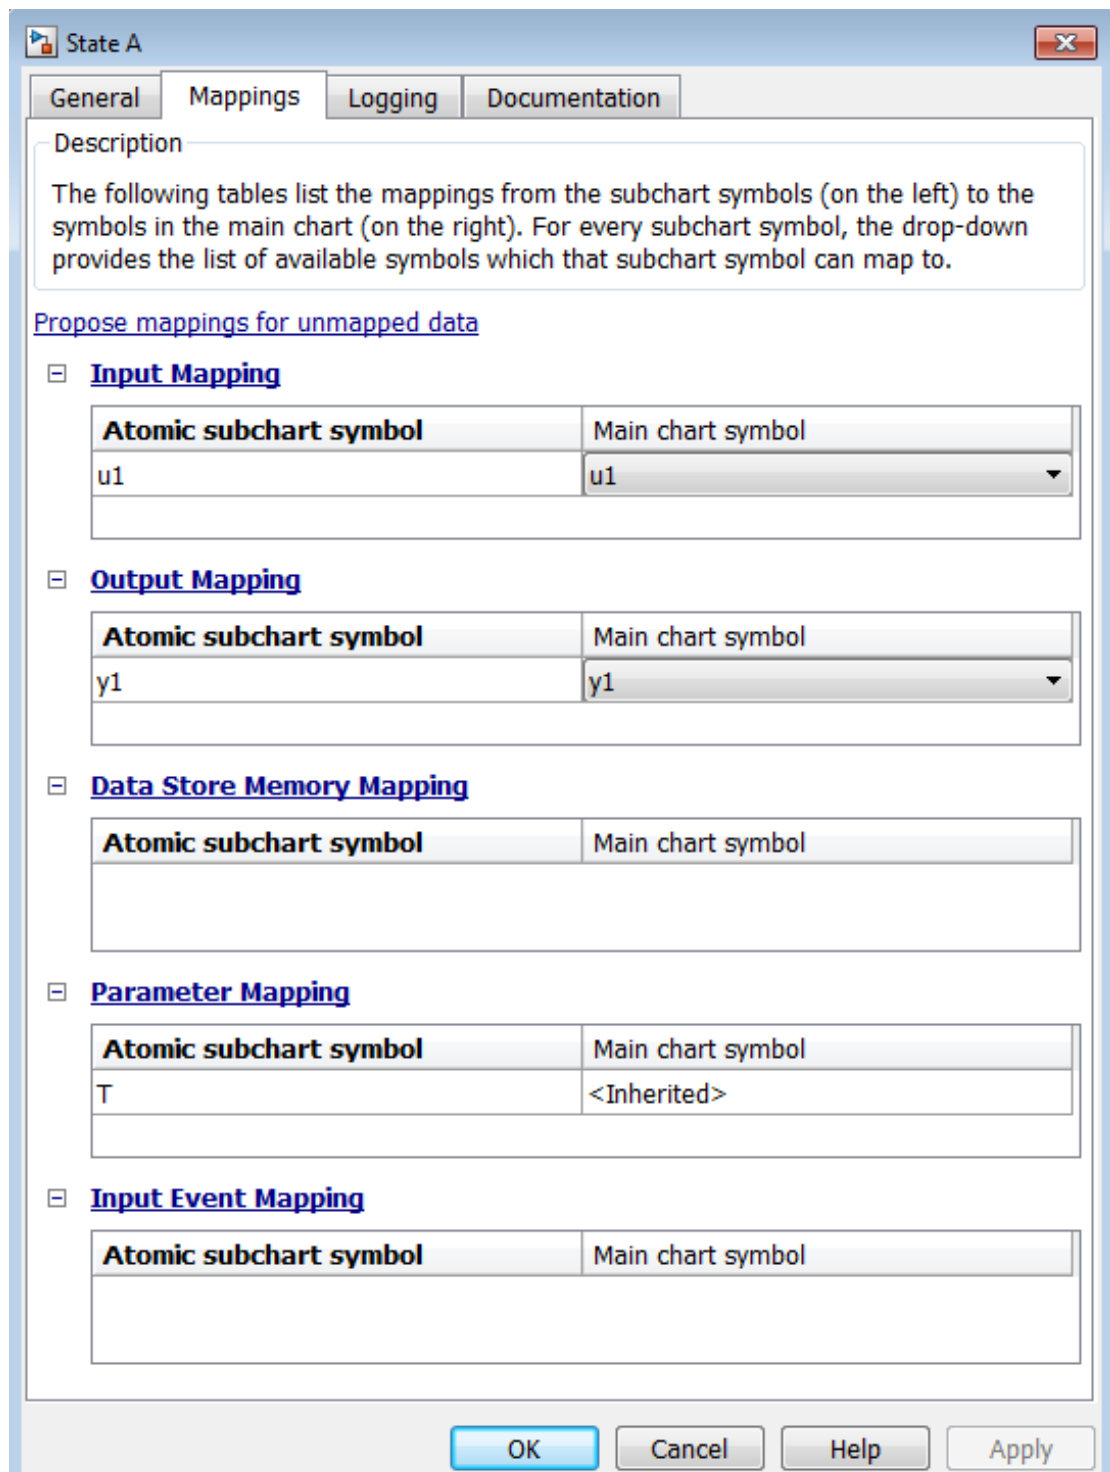 State A
General Mappings Logging Documentation
Description
The following tables list the mappings from the subchart symbols (on the left) to the
symbols in the main chart (on the right). For every subchart symbol, the drop-down
provides the list of available symbols which that subchart symbol can map to.
Propose mappings for unmapped data
Input Mapping
Atomic subchart symbol Main chart symbol
u1 u1
Output Mapping
Atomic subchart symbol Main chart symbol
y1 y1
Data Store Memory Mapping
Atomic subchart symbol Main chart symbol
Parameter Mapping
Atomic subchart symbol Main chart symbol
T <Inherited>
Input Event Mapping
Atomic subchart symbol Main chart symbol
OK Cancel Help Apply